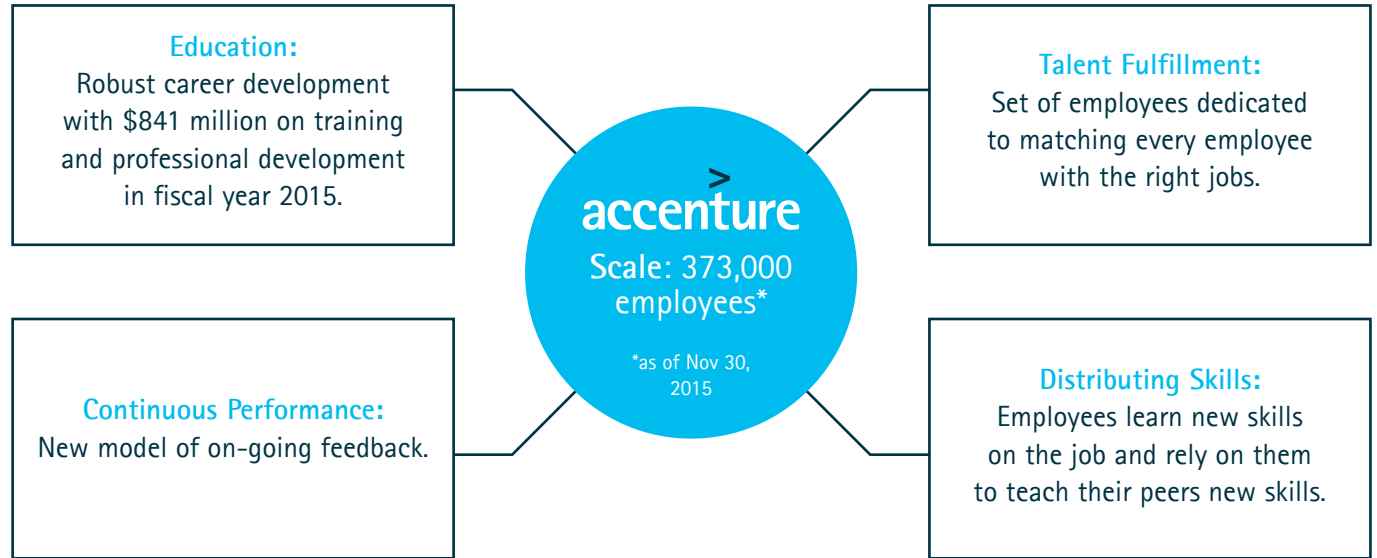 Education:
Robust career development
with $841 million on training
and professional development
in fiscal year 2015.
Talent Fulfillment:
Set of employees dedicated
to matching every employee
with the right jobs.
>
accenture
Scale: 373,000
employees*
*as of Nov 30,
2015
Continuous Performance:
New model of on-going feedback.
Distributing Skills:
Employees learn new skills
on the job and rely on them
to teach their peers new skills.